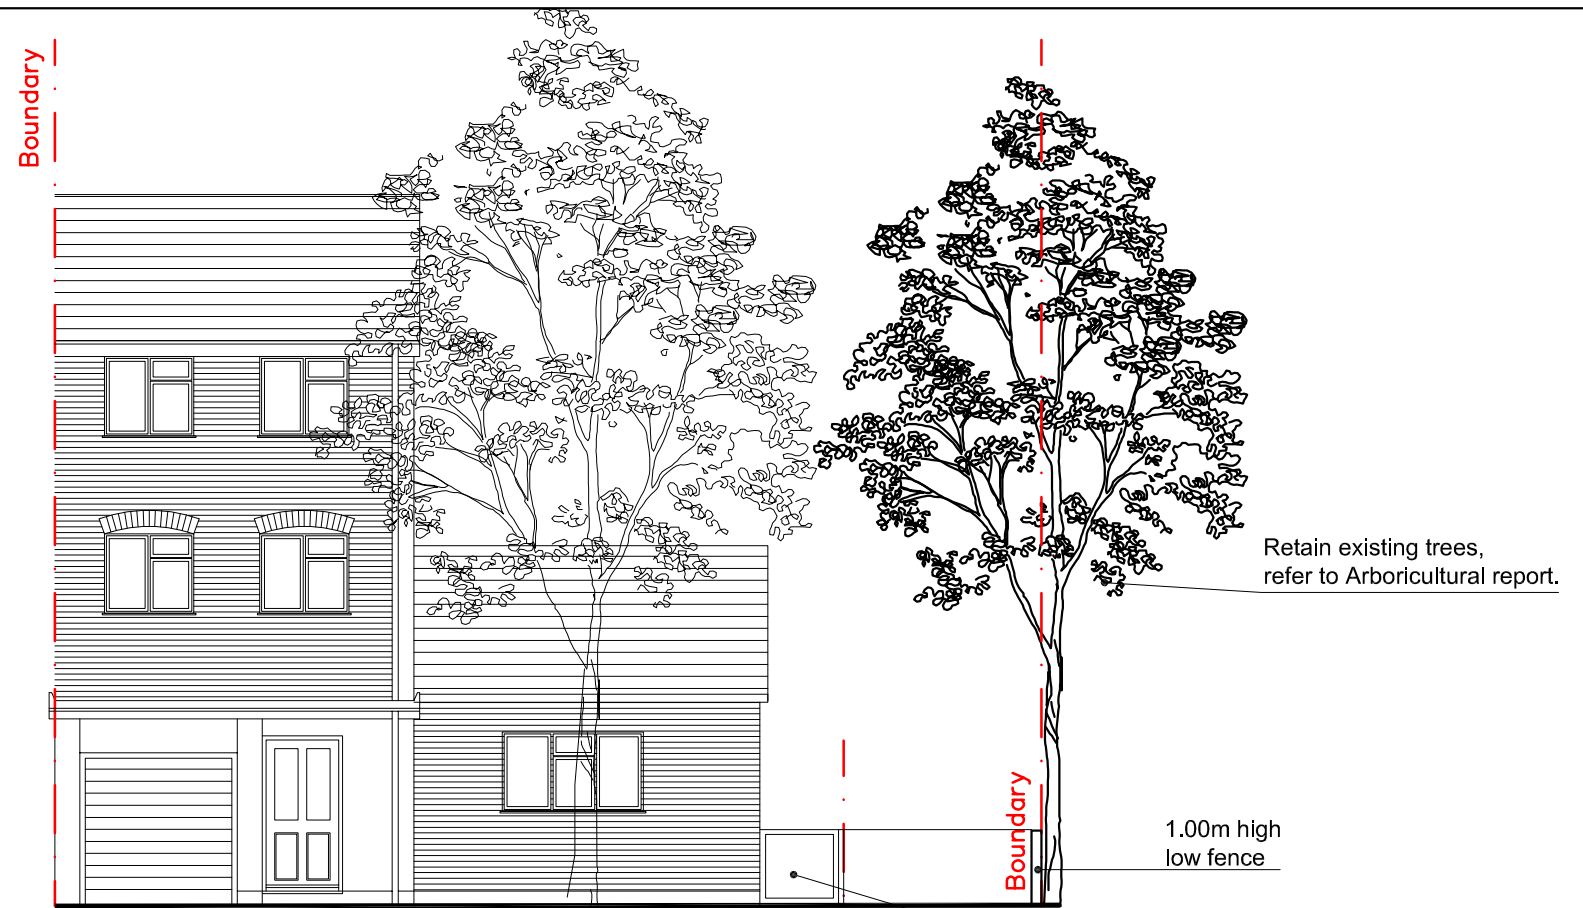 Boundary
Retain existing trees,
refer to Arboricultural report.
Boundary
1.00m high
low fence